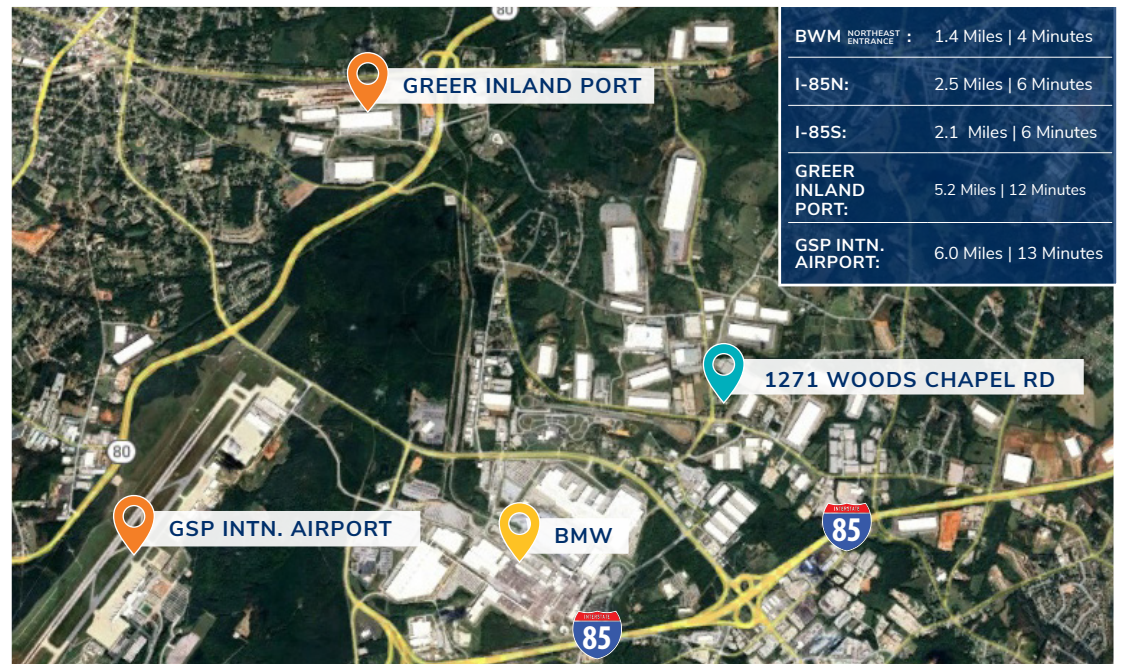 80
GREER INLAND PORT
BWM NORTHEAST ENTRANCE : 1.4 Miles | 4 Minutes
I-85N: 2.5 Miles | 6 Minutes
I-85S: 2.1 Miles | 6 Minutes
GREER
INLAND
PORT: 5.2 Miles | 12 Minutes
GSP INTN.
AIRPORT: 6.0 Miles | 13 Minutes
1271 WOODS CHAPEL RD
80
GSP INTN. AIRPORT
BMW
INTERSTATE
85
INTERSTATE
85